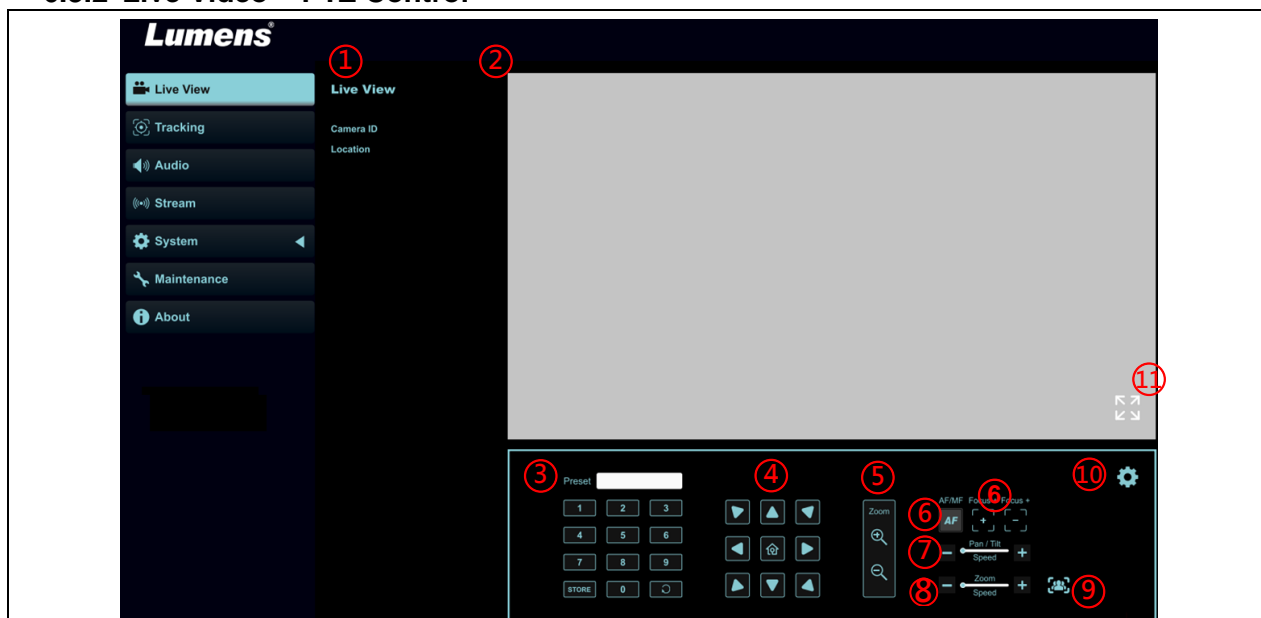 Lumens®
① ②
Live View
Tracking
Audio
Stream
System
Maintenance
About
Live View
Camera ID
Location
⑪
③ ④ ⑤ ⑩
Preset
1 2 3
4 5 6
7 8 9
STORE 0
Zoom
⑥ ⑥
AF/MF Focus + 
AF
⑦
Pan / Tilt
Speed
⑧
Zoom
Speed
⑨